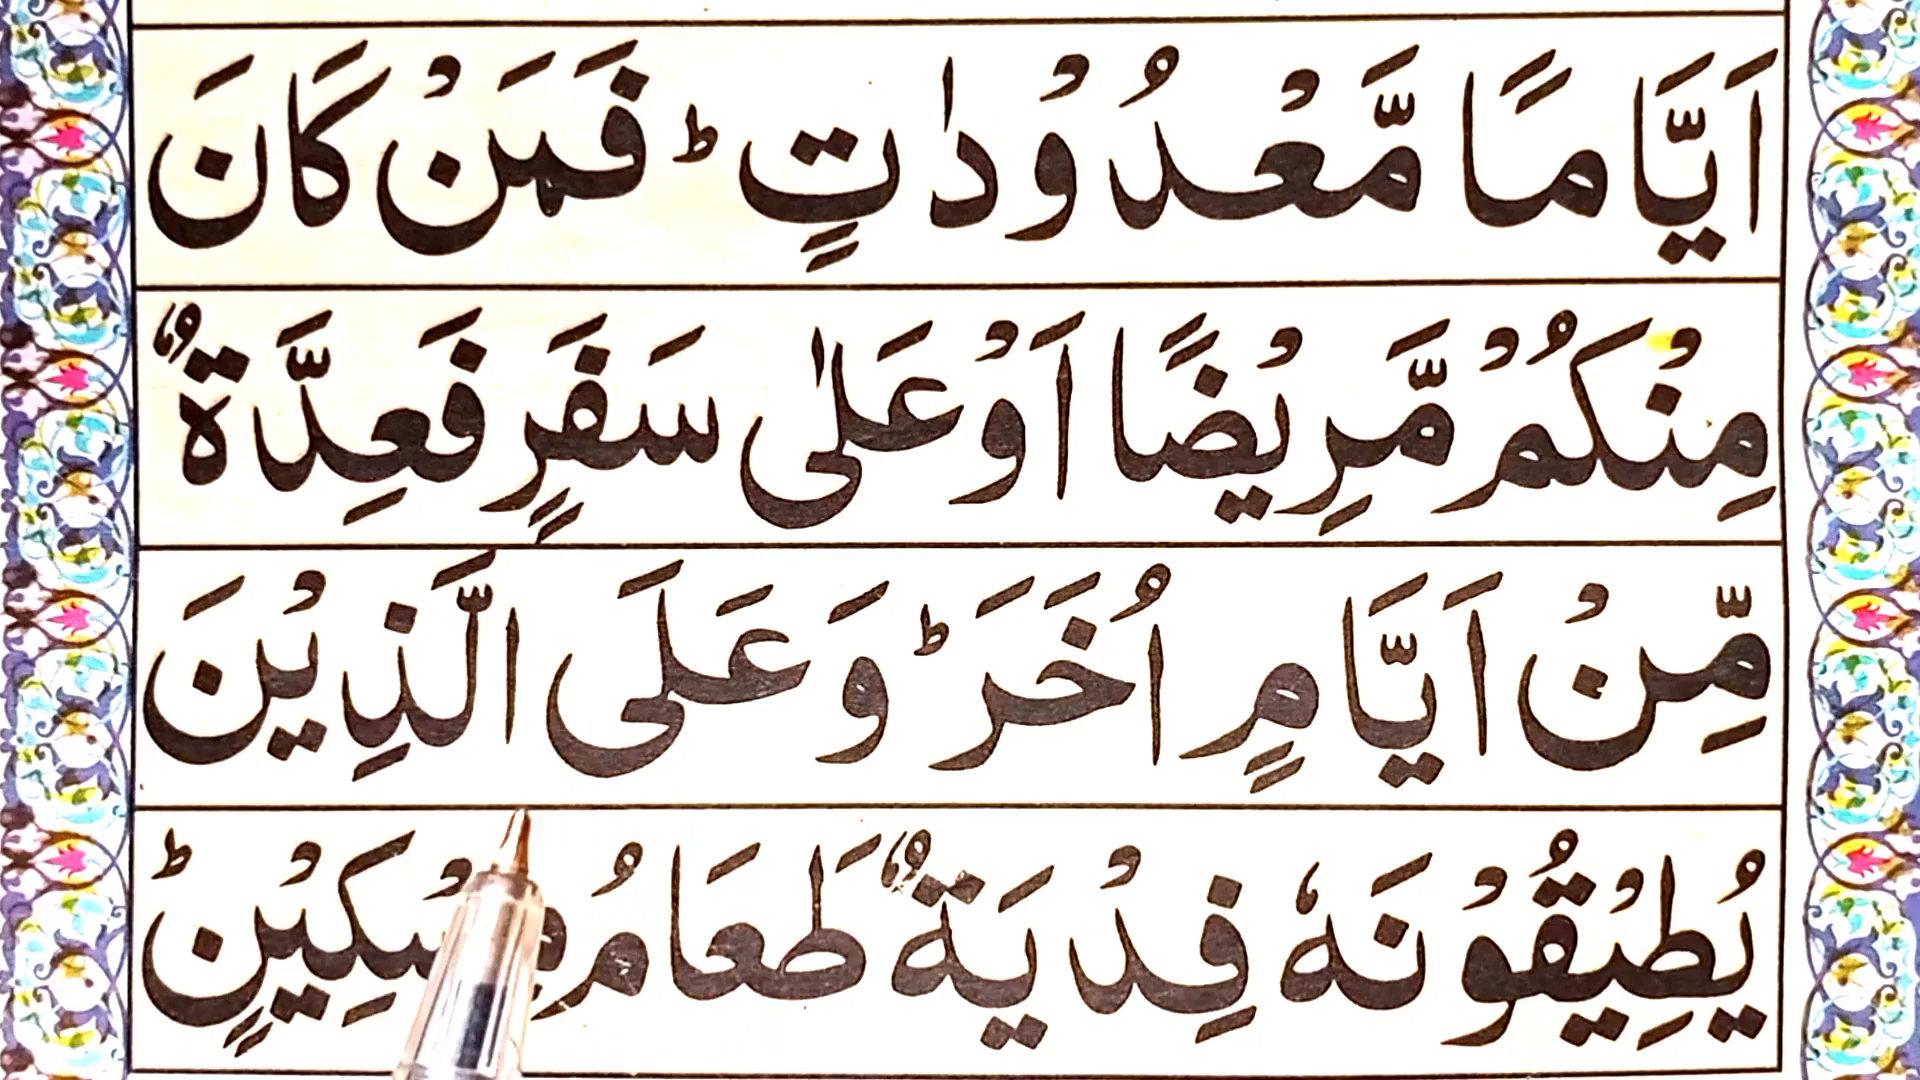 اَيَّامًا مَّعْدُوْدٰتٍ ؕ فَمَنْ كَانَ
مِنْكُمْ مَّرِيْضًا اَوْ عَلٰى سَفَرٍ فَعِدَّةٌ
مِّنْ اَيَّامٍ اُخَرَ ؕ وَعَلَى الَّذِيْنَ
يُطِيْقُوْنَهٗ فِدْيَةٌ طَعَامُ مِسْكِيْنٍ ؕ